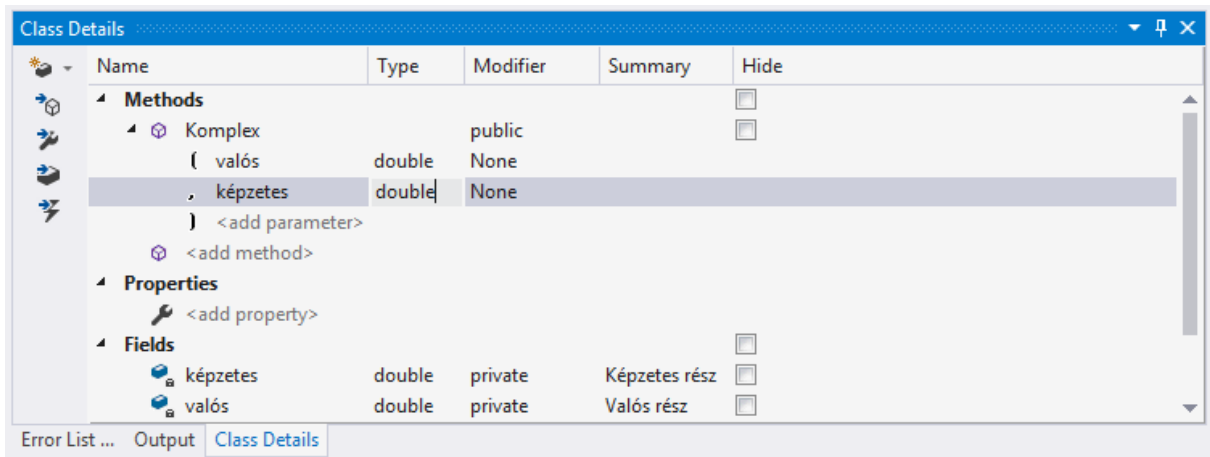 Class Details
Name Type Modifier Summary Hide
Methods
Komplex public
( valós double None
, képzetes double None
) <add parameter>
<add method>
Properties
<add property>
Fields
képzetes double private Képzetes rész
valós double private Valós rész
Error List ... Output Class Details